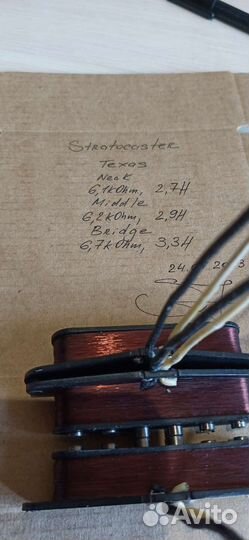 Stratocaster
Texas
Neck
6,1kOhm, 2,7H
Middle
6,2kOhm, 2,9H
Bridge
6,7kOhm, 3,3H
Avito